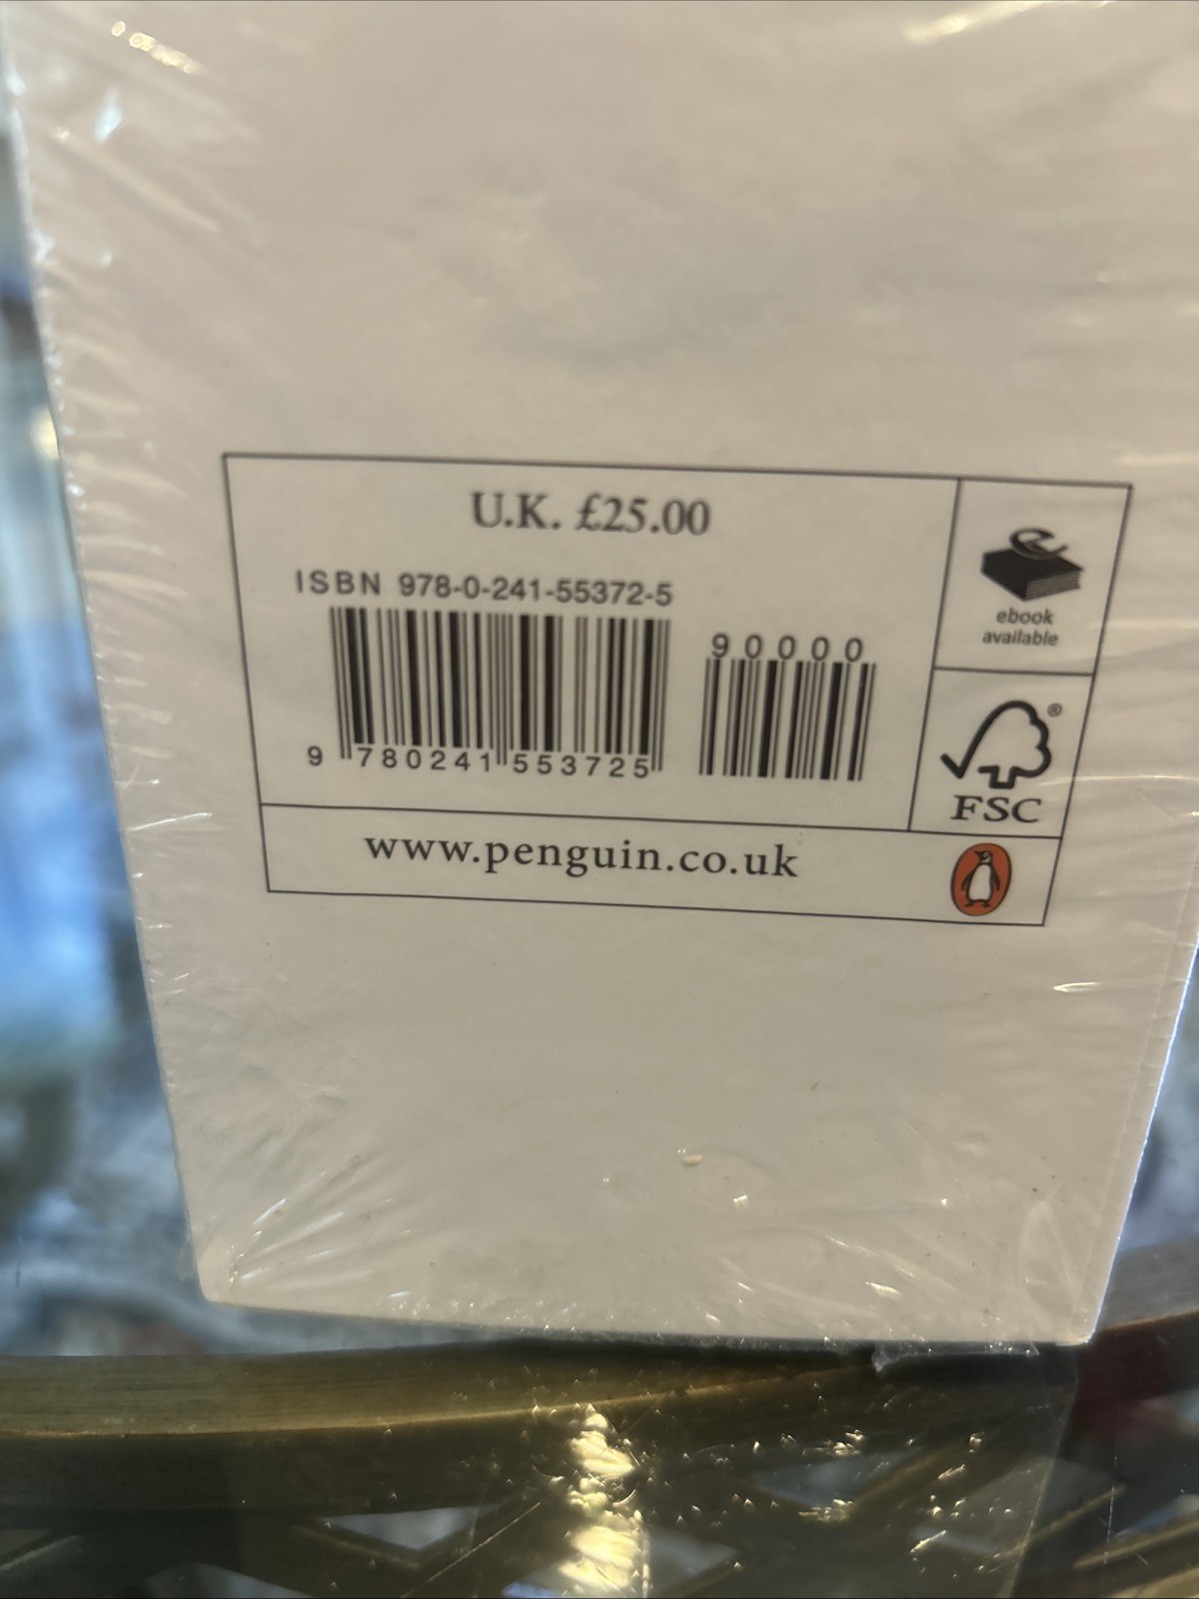 U.K. £25.00
ISBN 978-0-241-55372-5
90000
9 780241 553725
ebook
available
®
FSC
www.penguin.co.uk